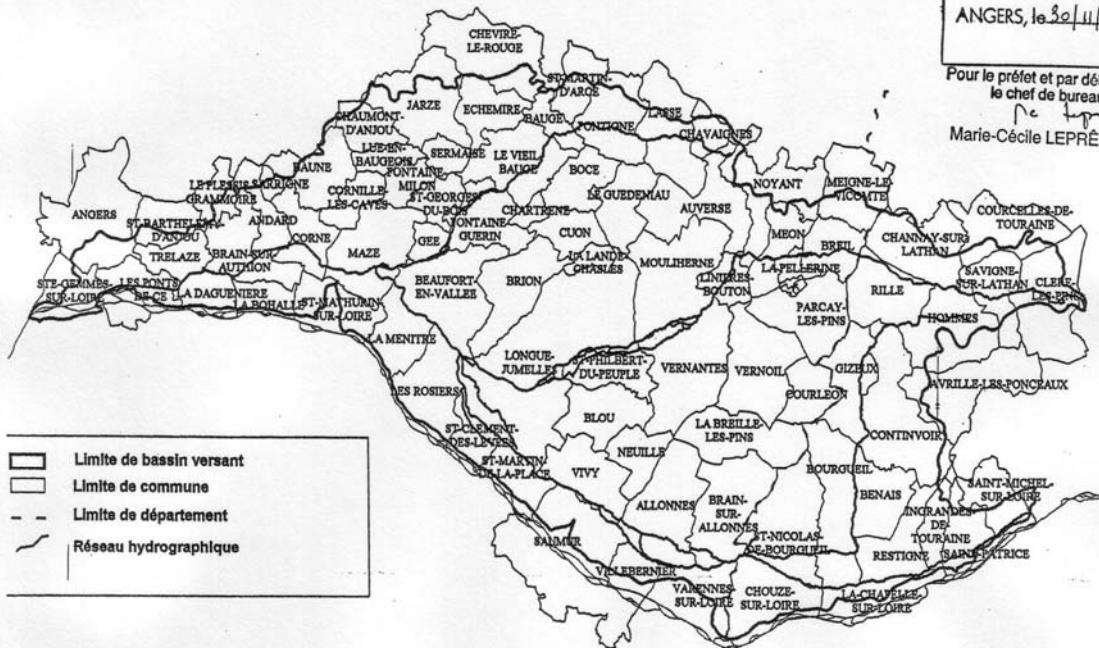 ANGERS, le 30/11/
Pour le préfet et par dé
le chef de bureau
Marie-Cécile LEPRÊ
CHEVIRE-
LE-ROUGE
ST-MARTIN-
D'ARCE
JARZE
ECHEMIRE
LASSE
CHAUMONT-
D'ANJOU
BAUGE
PONTIGNE
CHAVAIGNES
LUE-EN-
BAUGEOIS
SERMAISE
LE VIEIL
BAUGE
BAUNE
FONTAINE
MILON
BOCE
NOYANT
MEIGNE-LE-
VICOMTE
LE PLESSIS
GRAMMOIRE
SARRIGNE
CORNILLE-
LES-CAVES
ST-GEORGES
DU-BOIS
CHARTRENE
LE GUEDENIAU
AUVERSE
COURCELLES-DE-
TOURAINE
ANGERS
ST-BARTHELEMY-
D'ANJOU
ANDARD
FONTAINE
GUERIN
CUON
MEON
BREIL
CHANNAY-SUR-
LATHAN
TRELAZE
BRAIN-SUR-
AUTHION
CORNE
MAZE
GEE
LA LANDE-
CHASLES
MOULIHERNE
LA PELLERINE
SAVIGNE-
SUR-LATHAN
CLERE-
LES-PINS
STE-GEMMES-
SUR-LOIRE
LES PONTS-
DE-CE
LA DAGUENIERE
LA BOHALLE
ST-MATHURIN-
SUR-LOIRE
BEAUFORT-
EN-VALLEE
BRION
LINIERES-
BOUTON
PARCAY-
LES-PINS
RILLE
HOMMES
LA MENITRE
LONGUE-
JUMELLES
ST-PHILBERT-
DU-PEUPLE
VERNANTES
VERNOIL
GIZEUX
LES ROSIERS
COURLEON
AVRILLE-LES-PONCEAUX
BLOU
ST-CLEMENT-
DES-LEVEES
LA BREILLE-
LES-PINS
CONTINVOIR
NEUILLE
ST-MARTIN-
DE-LA-PLACE
VIVY
BOURGUEIL
SAINT-MICHEL-
SUR-LOIRE
ALLONNES
BRAIN-
SUR-
ALLONNES
BENAIS
INGRANDES
DE
TOURAINE
SAUMUR
ST-NICOLAS-
DE-BOURGUEIL
RESTIGNE
SAINT-PATRICE
VILLEBERNIER
VARENNES-
SUR-LOIRE
CHOUZE-
SUR-LOIRE
LA-CHAPELLE-
SUR-LOIRE
Limite de bassin versant
Limite de commune
Limite de département
Réseau hydrographique